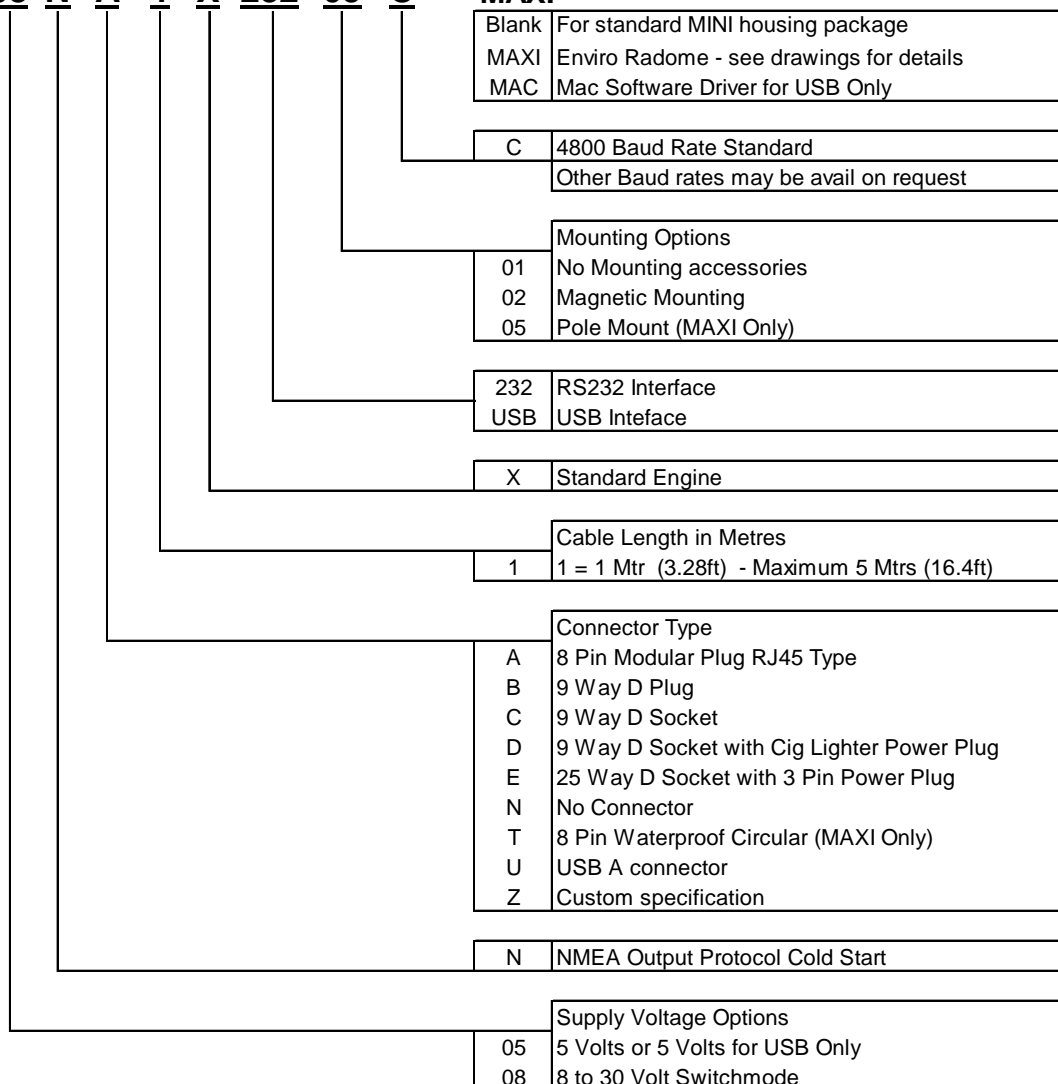 Blank For standard MINI housing package
MAXI Enviro Radome - see drawings for details
MAC Mac Software Driver for USB Only
C 4800 Baud Rate Standard
Other Baud rates may be avail on request
Mounting Options
01 No Mounting accessories
02 Magnetic Mounting
05 Pole Mount (MAXI Only)
232 RS232 Interface
USB USB Inteface
X Standard Engine
Cable Length in Metres
1 1 = 1 Mtr (3.28ft) - Maximum 5 Mtrs (16.4ft)
Connector Type
A 8 Pin Modular Plug RJ45 Type
B 9 Way D Plug
C 9 Way D Socket
D 9 Way D Socket with Cig Lighter Power Plug
E 25 Way D Socket with 3 Pin Power Plug
N No Connector
T 8 Pin Waterproof Circular (MAXI Only)
U USB A connector
Z Custom specification
N NMEA Output Protocol Cold Start
Supply Voltage Options
05 5 Volts or 5 Volts for USB Only
08 8 to 30 Volt Switchmode